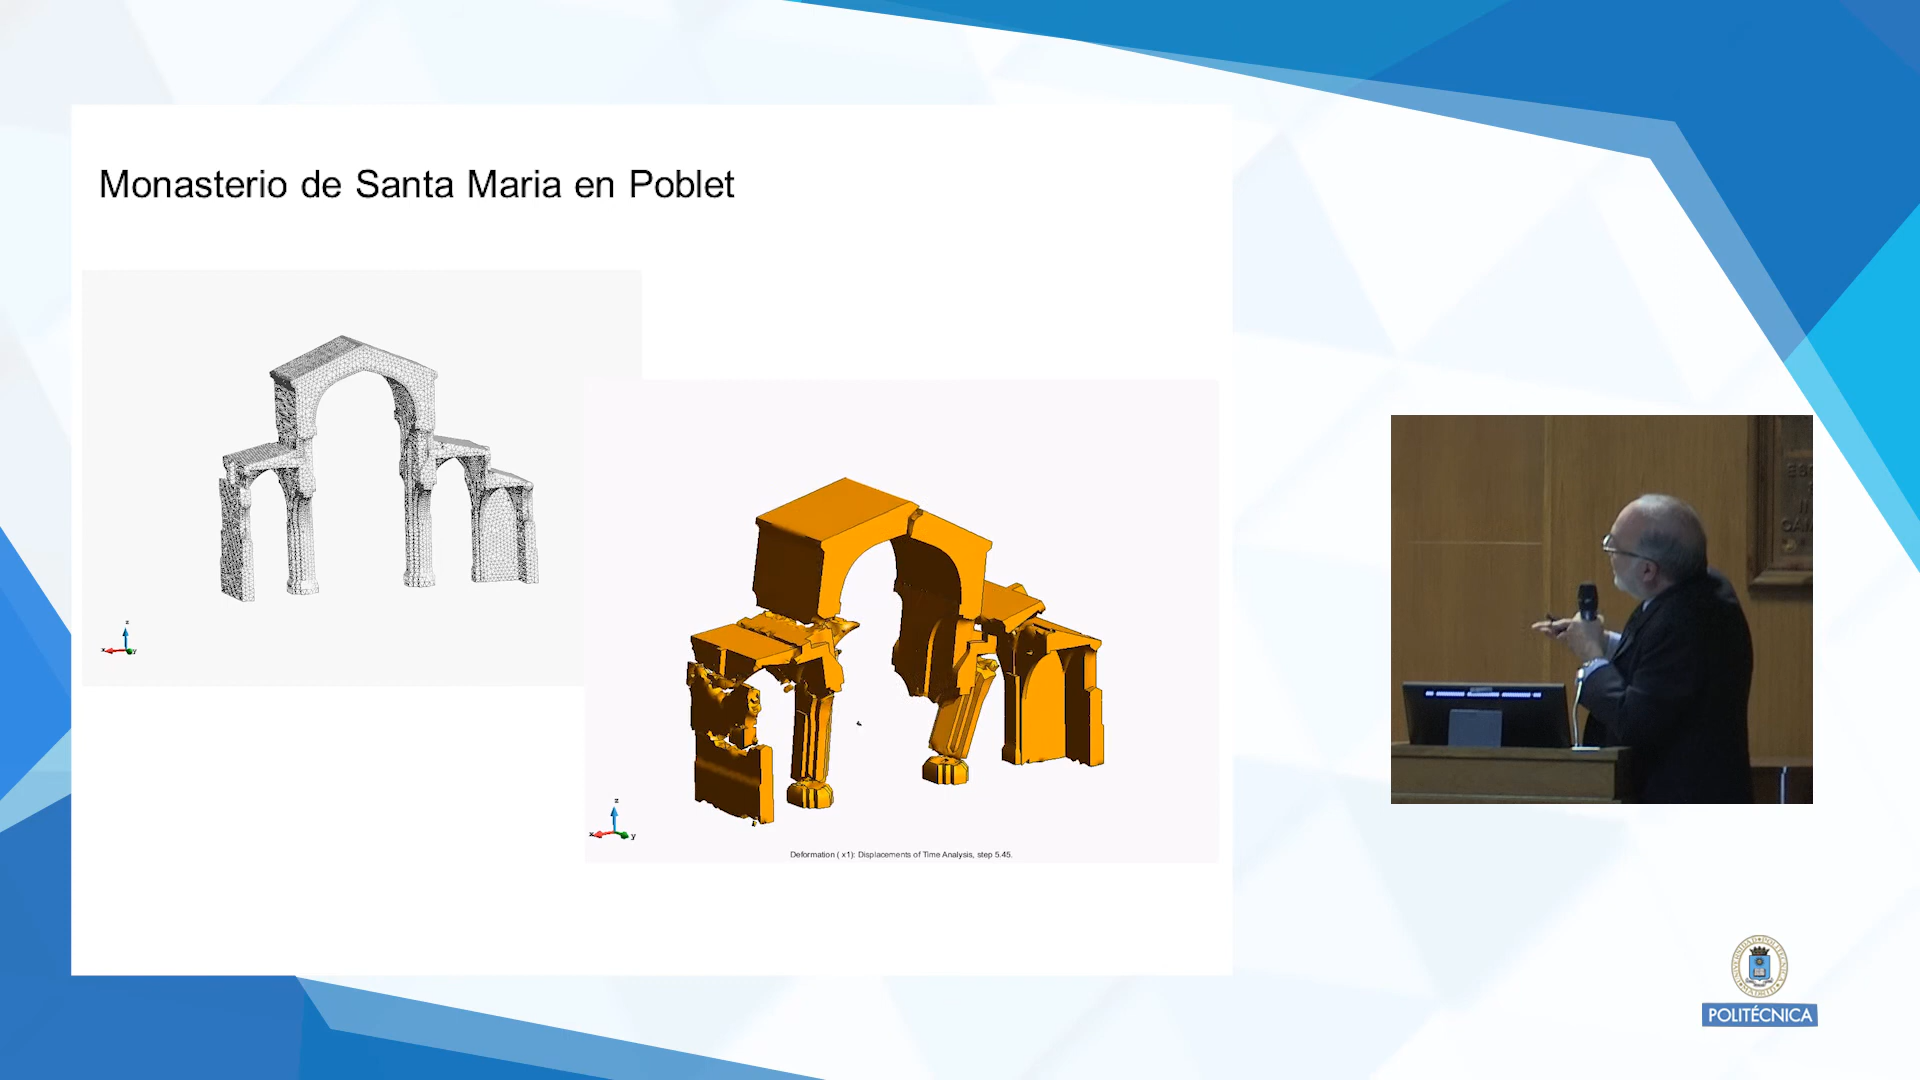 Monasterio de Santa Maria en Poblet
z
x
y
z
x
y
Deformation ( x1): Displacements of Time Analysis, step 5.45.
POLITÉCNICA